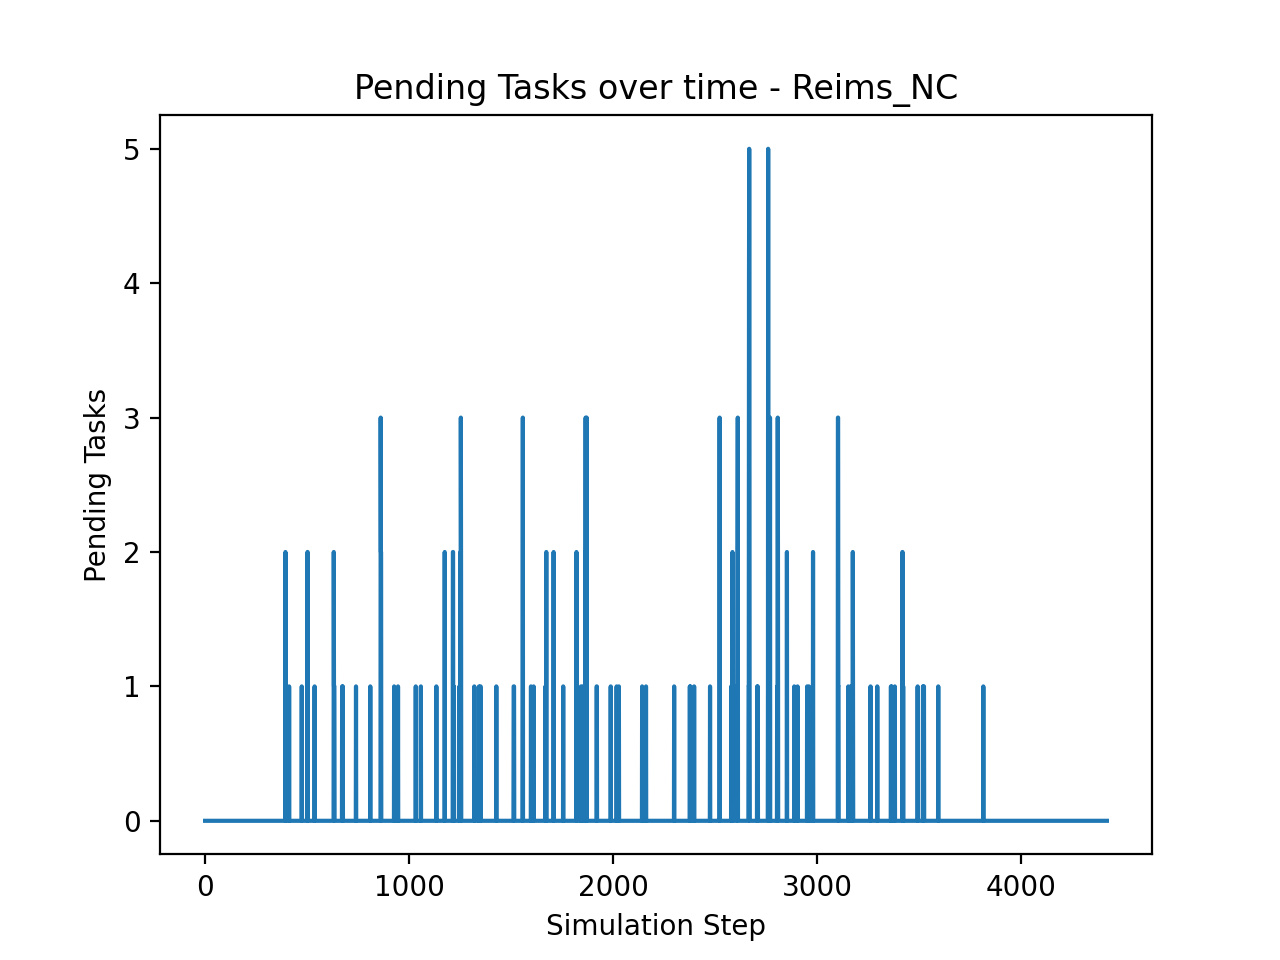 Pending Tasks over time - Reims_NC
5
4
3
2
1
0
Pending Tasks
0 1000 2000 3000 4000
Simulation Step